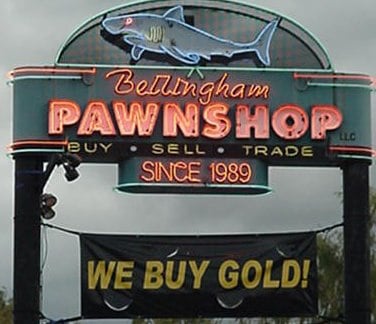 Bellingham
PAWNSHOP LLC
BUY • SELL • TRADE
SINCE 1989
WE BUY GOLD!